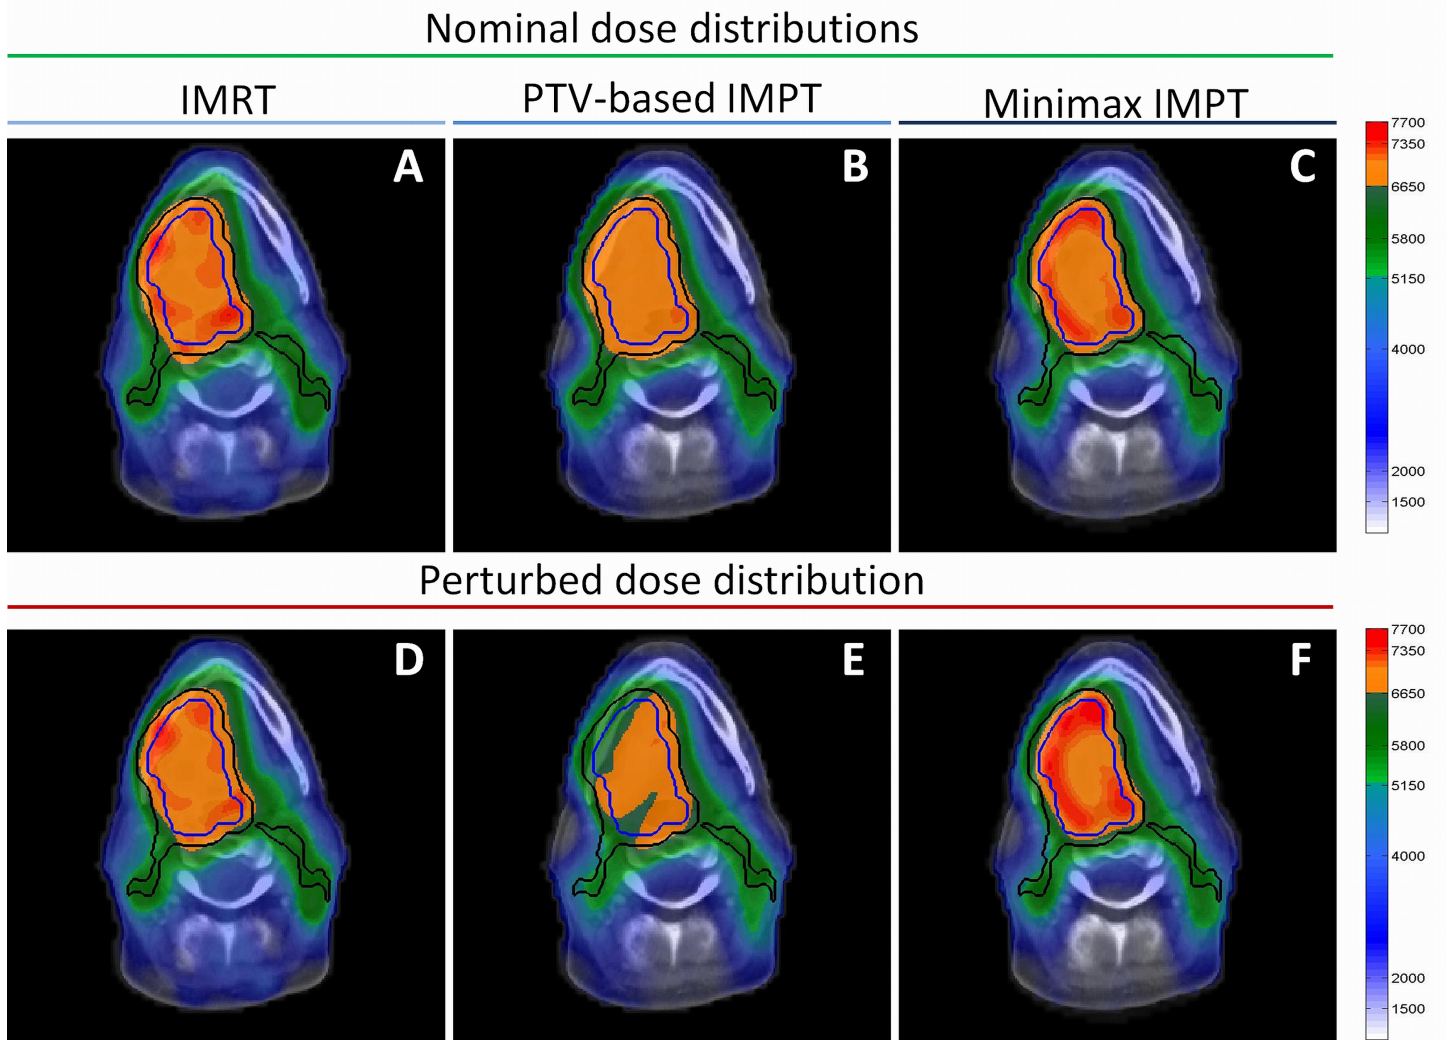 Nominal dose distributions
IMRT
PTV-based IMPT
Minimax IMPT
A
B
C
7700
7350
6650
5800
5150
4000
2000
1500
Perturbed dose distribution
D
E
F
7700
7350
6650
5800
5150
4000
2000
1500